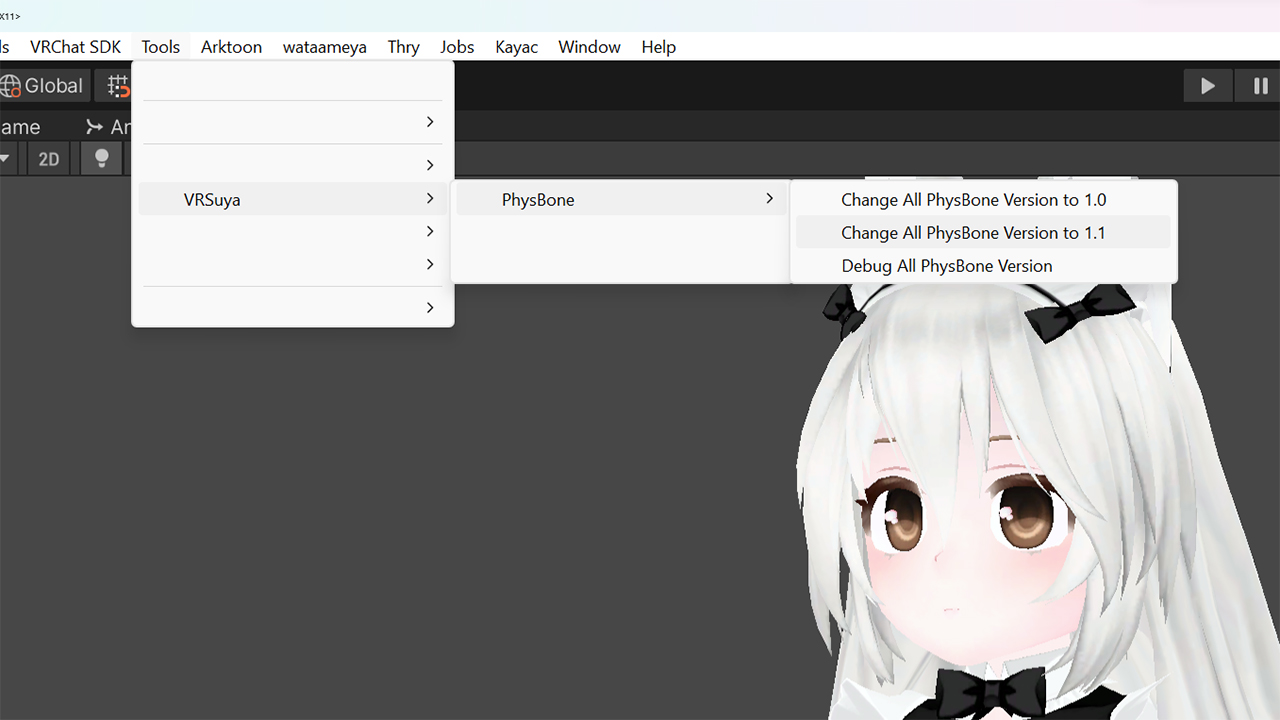 X11>
ls VRChat SDK Tools Arktoon wataameya Thry Jobs Kayac Window Help
Global
ame Ar
2D
VRSuya PhysBone Change All PhysBone Version to 1.0
Change All PhysBone Version to 1.1
Debug All PhysBone Version